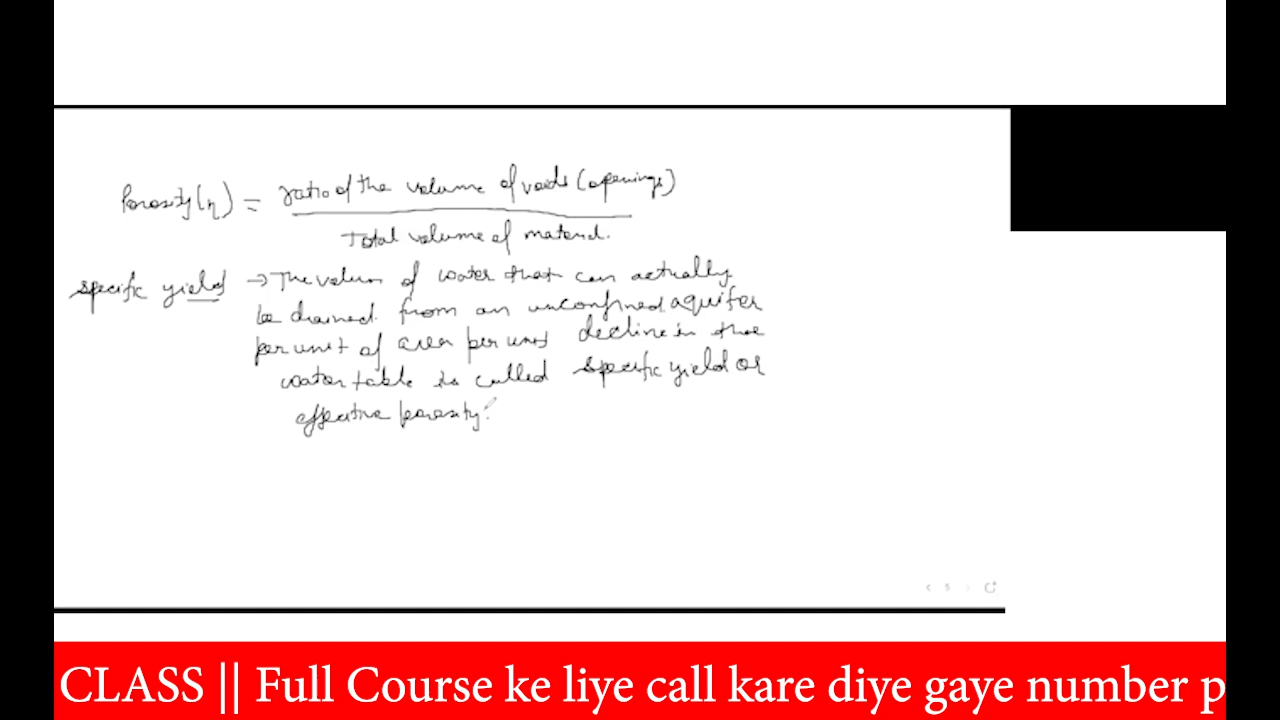 Porosity(η) = ratio of the volume of voids (openings)
Total volume of material.
specific yield → The volum of water that can actually
be drained from an unconfined aquifer
per unit of area per unit decline in the
water table is called specific yield or
effective porosity.
< 5 >
CLASS || Full Course ke liye call kare diye gaye number p